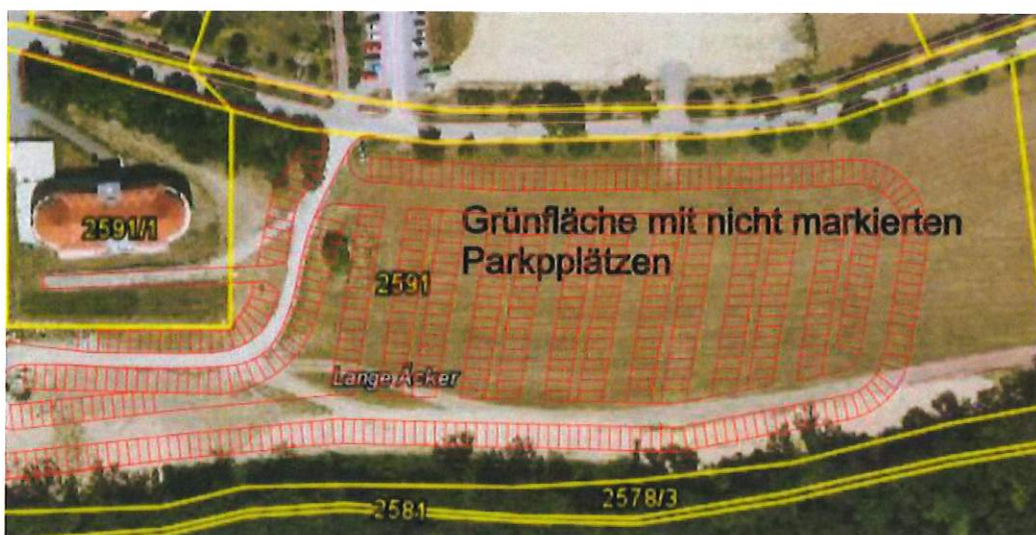 2591/1
Grünfläche mit nicht markierten
Parkpplätzen
2591
Lange Äcker
2578/3
2581